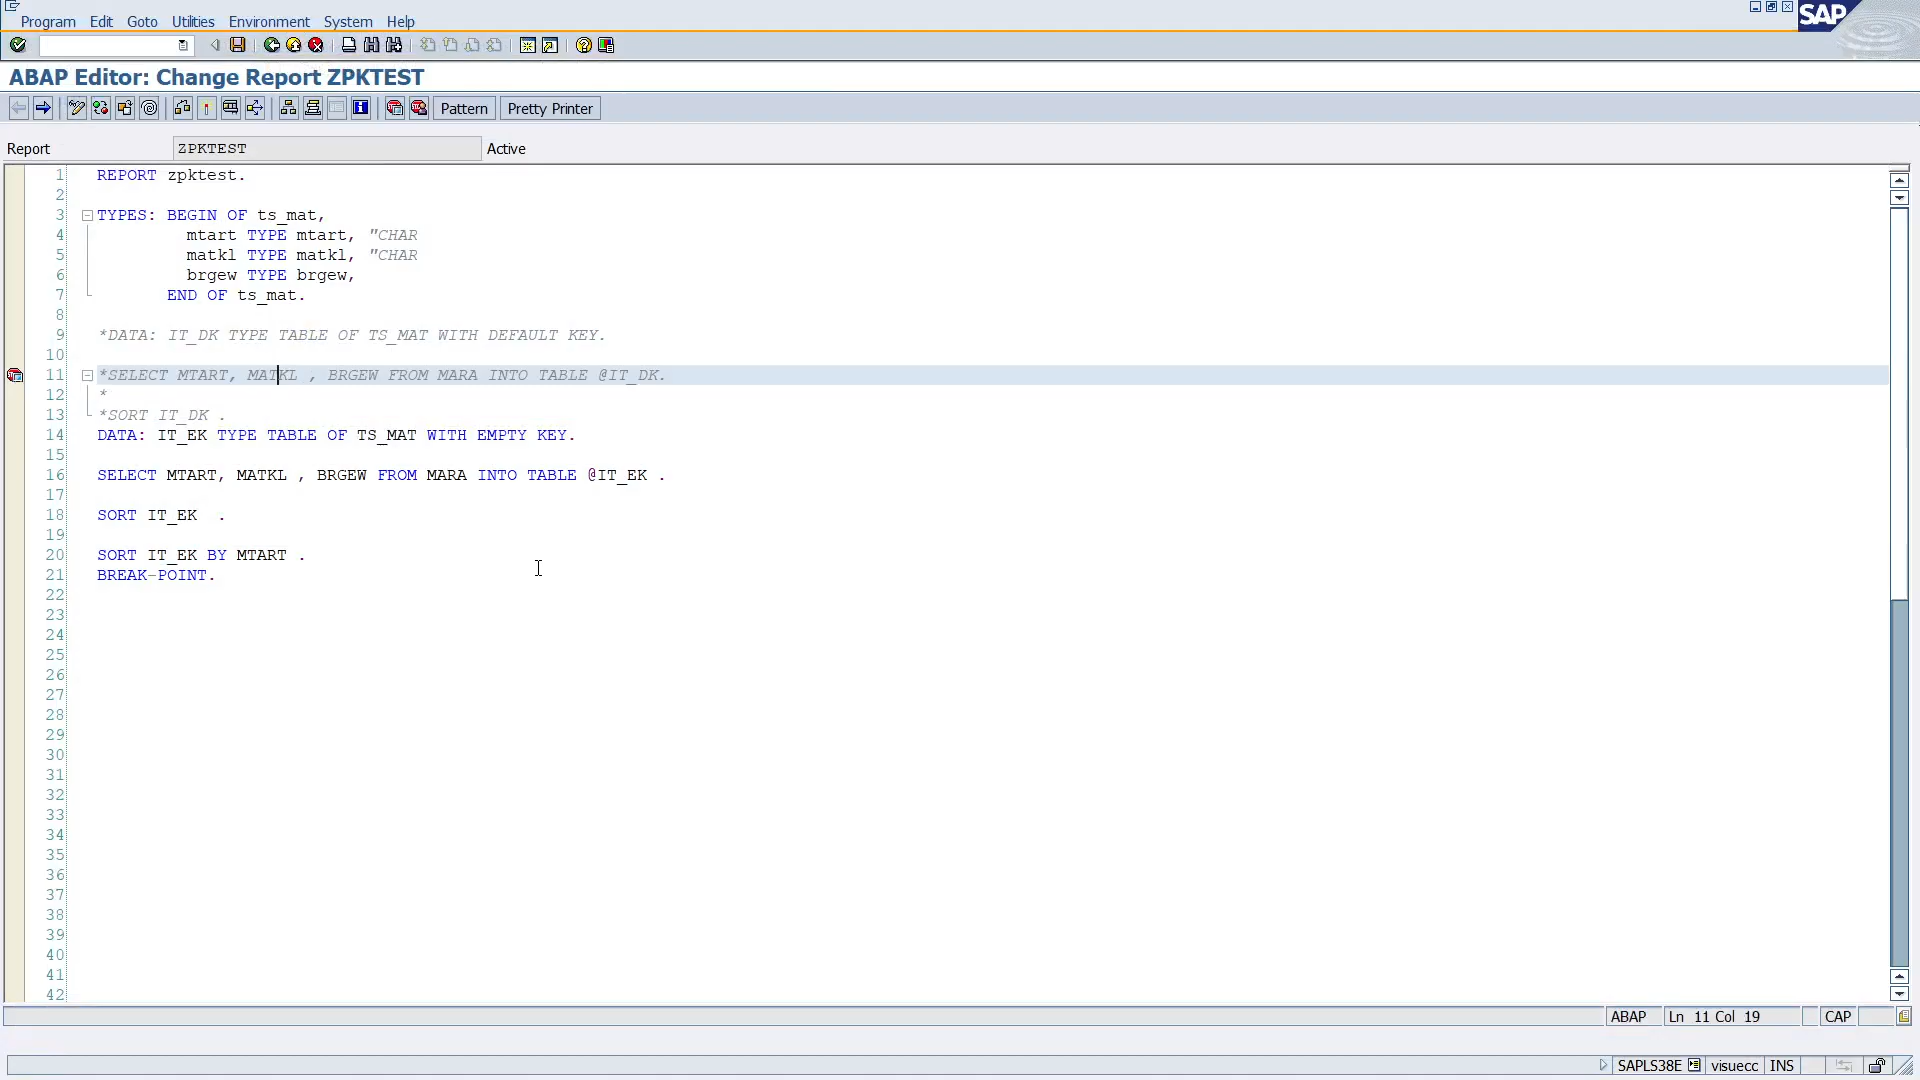 Program Edit Goto Utilities Environment System Help
SAP
ABAP Editor: Change Report ZPKTEST
Pattern Pretty Printer
Report ZPKTEST Active
1 REPORT zpktest.
2
3 TYPES: BEGIN OF ts_mat,
4 mtart TYPE mtart, "CHAR
5 matkl TYPE matkl, "CHAR
6 brgew TYPE brgew,
7 END OF ts_mat.
8
9 *DATA: IT_DK TYPE TABLE OF TS_MAT WITH DEFAULT KEY.
10
11 *SELECT MTART, MATKL , BRGEW FROM MARA INTO TABLE @IT_DK.
12 *
13 *SORT IT_DK .
14 DATA: IT_EK TYPE TABLE OF TS_MAT WITH EMPTY KEY.
15
16 SELECT MTART, MATKL , BRGEW FROM MARA INTO TABLE @IT_EK .
17
18 SORT IT_EK .
19
20 SORT IT_EK BY MTART .
21 BREAK-POINT.
22
23
24
25
26
27
28
29
30
31
32
33
34
35
36
37
38
39
40
41
42
ABAP Ln 11 Col 19 CAP
SAPLS38E visuecc INS